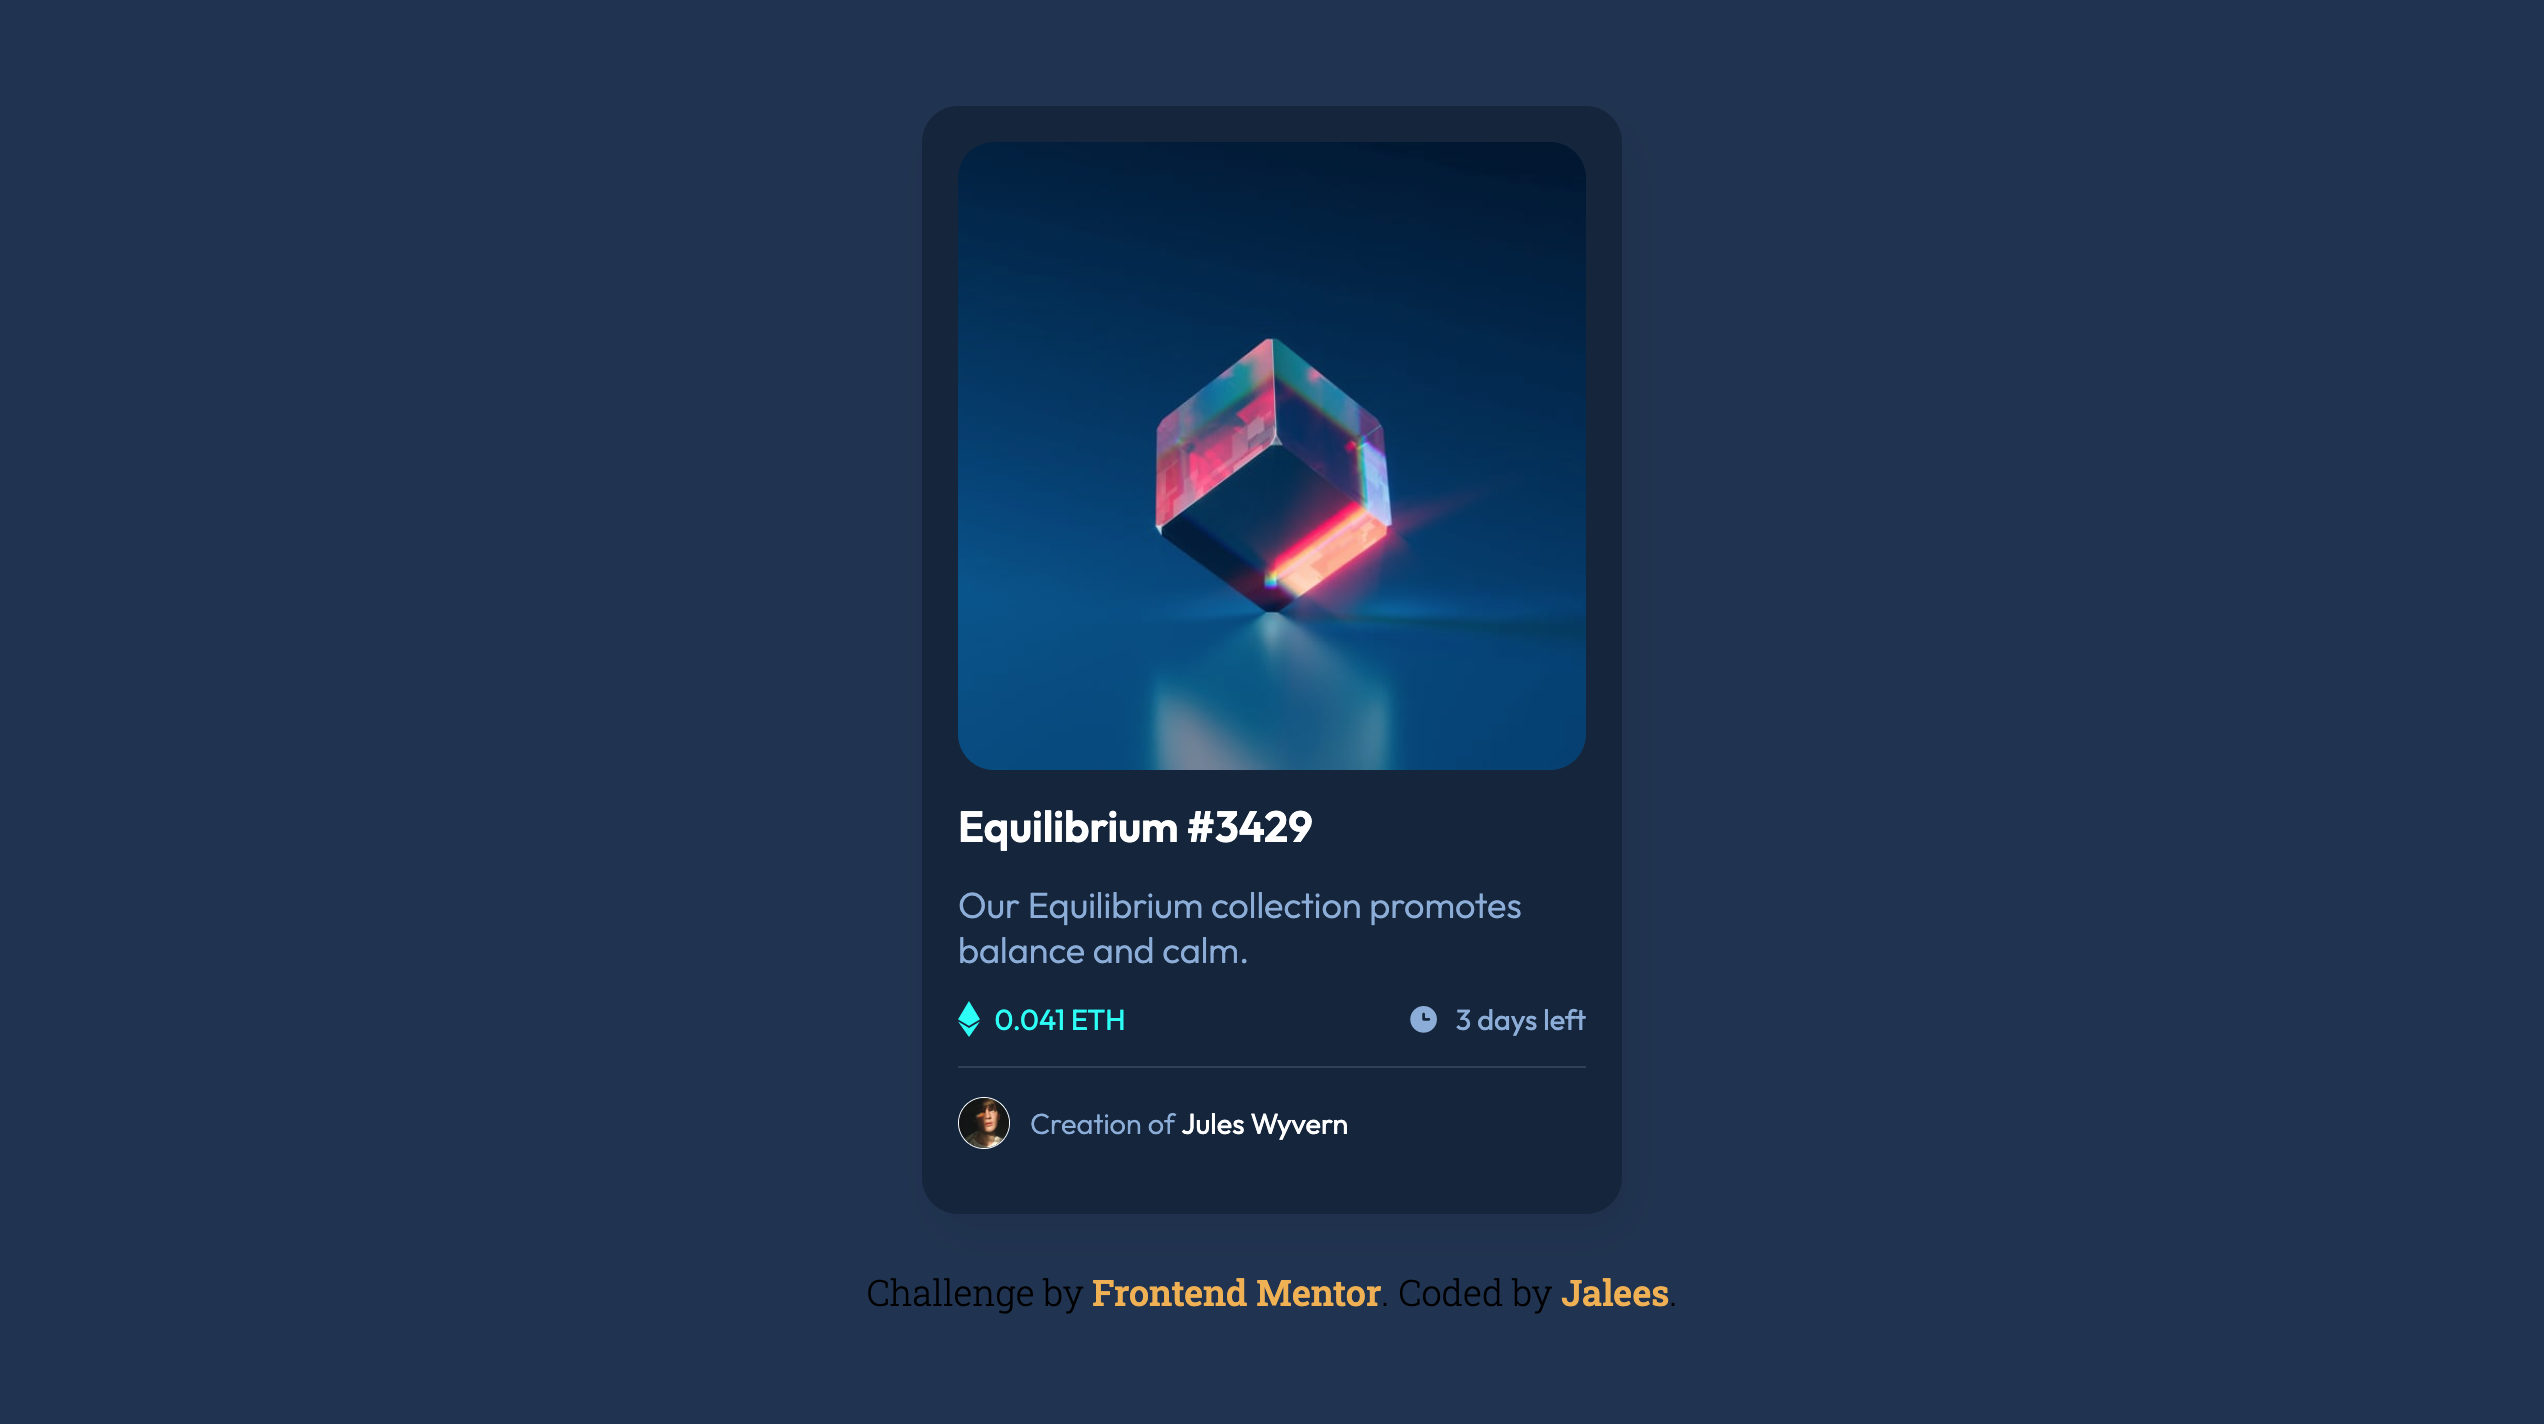 Equilibrium #3429
Our Equilibrium collection promotes
balance and calm.
0.041 ETH
3 days left
Creation of Jules Wyvern
Challenge by Frontend Mentor. Coded by Jalees.